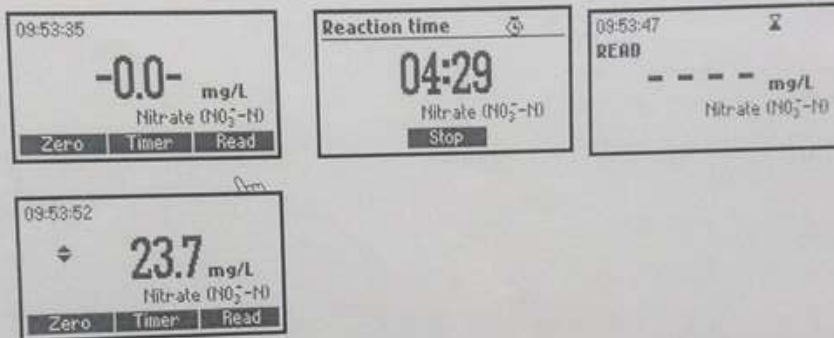 09:53:35
-0.0- mg/L
Nitrate (NO₃⁻-N)
Zero Timer Read
Reaction time
04:29
Nitrate (NO₃⁻-N)
Stop
09:53:47
READ
---- mg/L
Nitrate (NO₃⁻-N)
09:53:52
23.7 mg/L
Nitrate (NO₃⁻-N)
Zero Timer Read